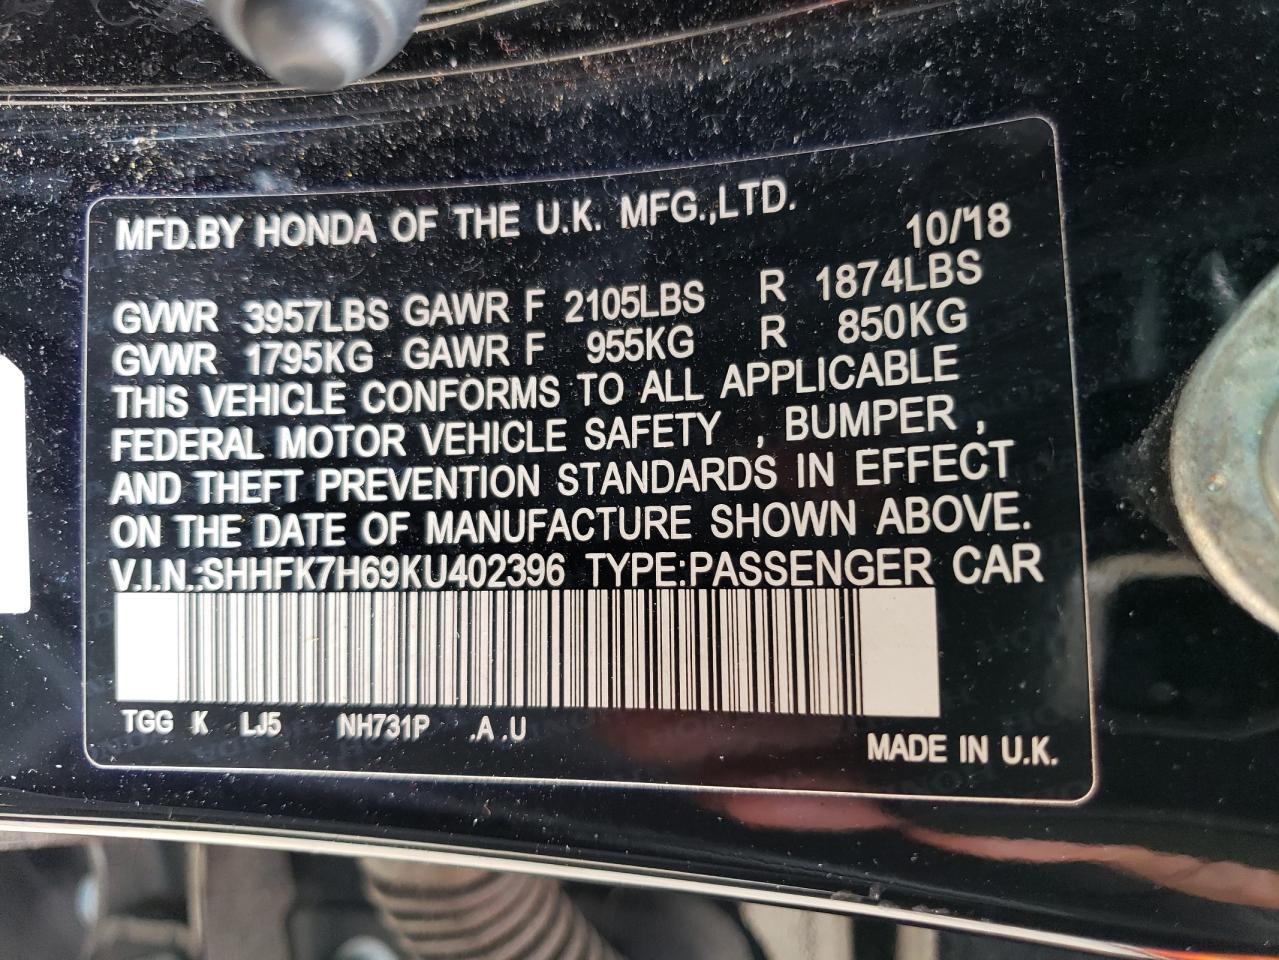 MFD.BY HONDA OF THE U.K. MFG.,LTD. 10/'18
GVWR 3957LBS GAWR F 2105LBS R 1874LBS
GVWR 1795KG GAWR F 955KG R 850KG
THIS VEHICLE CONFORMS TO ALL APPLICABLE
FEDERAL MOTOR VEHICLE SAFETY , BUMPER ,
AND THEFT PREVENTION STANDARDS IN EFFECT
ON THE DATE OF MANUFACTURE SHOWN ABOVE.
V.I.N.:SHHFK7H69KU402396 TYPE:PASSENGER CAR
TGG K LJ5 NH731P .A .U
MADE IN U.K.